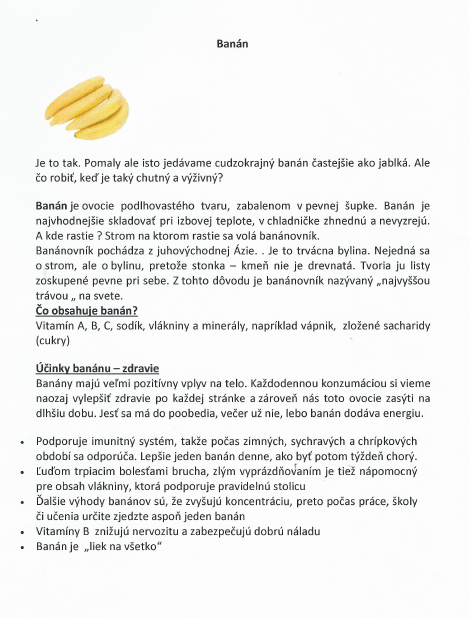 Banán
Je to tak. Pomaly ale isto jedávame cudzokrajný banán častejšie ako jablká. Ale
čo robiť, keď je taký chutný a výživný?
Banán je ovocie podlhovastého tvaru, zabalenom v pevnej šupke. Banán je
najvhodnejšie skladovať pri izbovej teplote, v chladničke zhnednú a nevyzrejú.
A kde rastie ? Strom na ktorom rastie sa volá banánovník.
Banánovník pochádza z juhovýchodnej Ázie. . Je to trvácna bylina. Nejedná sa
o strom, ale o bylinu, pretože stonka – kmeň nie je drevnatá. Tvoria ju listy
zoskupené pevne pri sebe. Z tohto dôvodu je banánovník nazývaný „najvyššou
trávou „ na svete.
Čo obsahuje banán?
Vitamín A, B, C, sodík, vlákniny a minerály, napríklad vápnik, zložené sacharidy
(cukry)
Účinky banánu – zdravie
Banány majú veľmi pozitívny vplyv na telo. Každodennou konzumáciou si vieme
naozaj vylepšiť zdravie po každej stránke a zároveň nás toto ovocie zasýti na
dlhšiu dobu. Jesť sa má do poobedia, večer už nie, lebo banán dodáva energiu.
• Podporuje imunitný systém, takže počas zimných, sychravých a chrípkových
období sa odporúča. Lepšie jeden banán denne, ako byť potom týždeň chorý.
• Ľuďom trpiacim bolesťami brucha, zlým vyprázdňovaním je tiež nápomocný
pre obsah vlákniny, ktorá podporuje pravidelnú stolicu
• Ďalšie výhody banánov sú, že zvyšujú koncentráciu, preto počas práce, školy
či učenia určite zjedzte aspoň jeden banán
• Vitamíny B znižujú nervozitu a zabezpečujú dobrú náladu
• Banán je „liek na všetko“